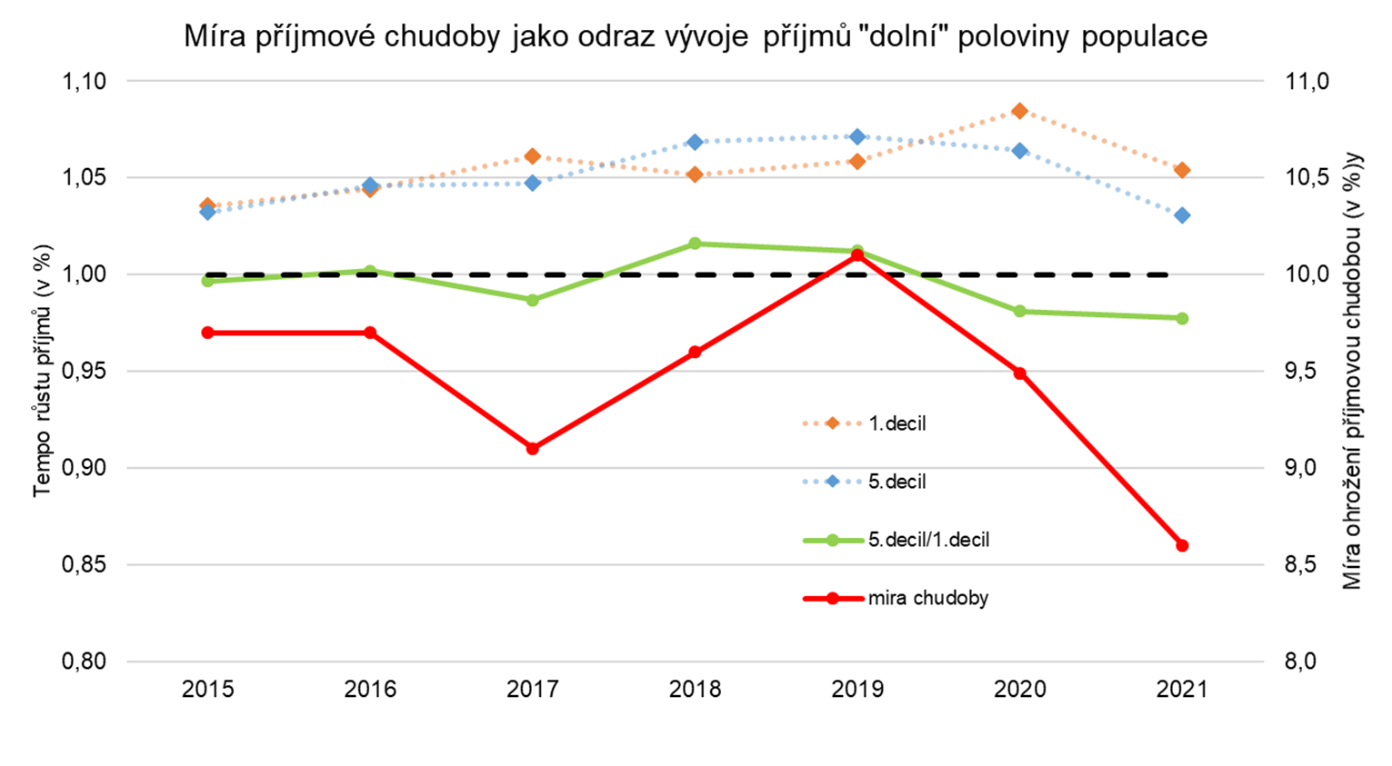 Míra příjmové chudoby jako odraz vývoje příjmů "dolní" poloviny populace
Tempo růstu příjmů (v %)
1,10
1,05
1,00
0,95
0,90
0,85
0,80
11,0
10,5
10,0
9,5
9,0
8,5
8,0
Míra ohrožení příjmovou chudobou (v %)y
1.decil
5.decil
5.decil/1.decil
mira chudoby
2015 2016 2017 2018 2019 2020 2021